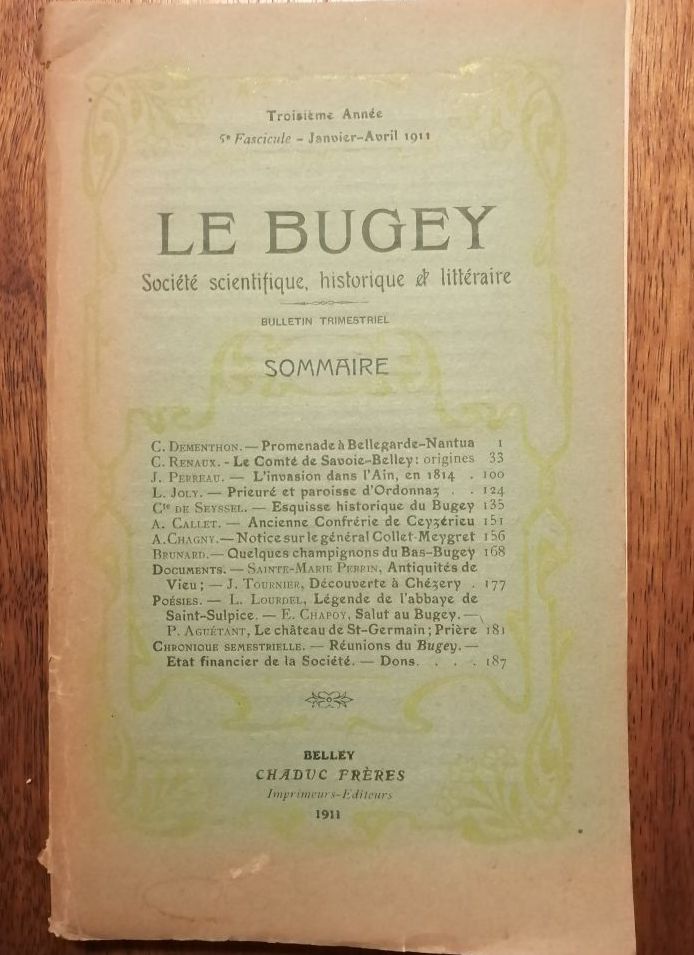 Troisième Année
5e Fascicule - Janvier-Avril 1911
LE BUGEY
Société scientifique, historique & littéraire
BULLETIN TRIMESTRIEL
SOMMAIRE
C. DEMENTHON. — Promenade à Bellegarde-Nantua 1
C. RENAUX. - Le Comté de Savoie-Belley : origines 33
J. PERREAU. — L'invasion dans l'Ain, en 1814 . 100
L. JOLY. — Prieuré et paroisse d'Ordonnaz . . 124
Cte DE SEYSSEL. — Esquisse historique du Bugey 135
A. CALLET. — Ancienne Confrérie de Ceyzérieu 151
A. CHAGNY. — Notice sur le général Collet-Meygret 156
BRUNARD. — Quelques champignons du Bas-Bugey 168
DOCUMENTS. — SAINTE-MARIE PERRIN, Antiquités de
Vieu ; — J. TOURNIER, Découverte à Chézery . 177
POÉSIES. — L. LOURDEL, Légende de l'abbaye de
Saint-Sulpice. — E. CHAPOY, Salut au Bugey. —
P. AGUÉTANT, Le château de St-Germain ; Prière 181
CHRONIQUE SEMESTRIELLE. — Réunions du Bugey. —
Etat financier de la Société. — Dons. . . . 187
BELLEY
CHADUC FRÈRES
Imprimeurs-Editeurs
1911